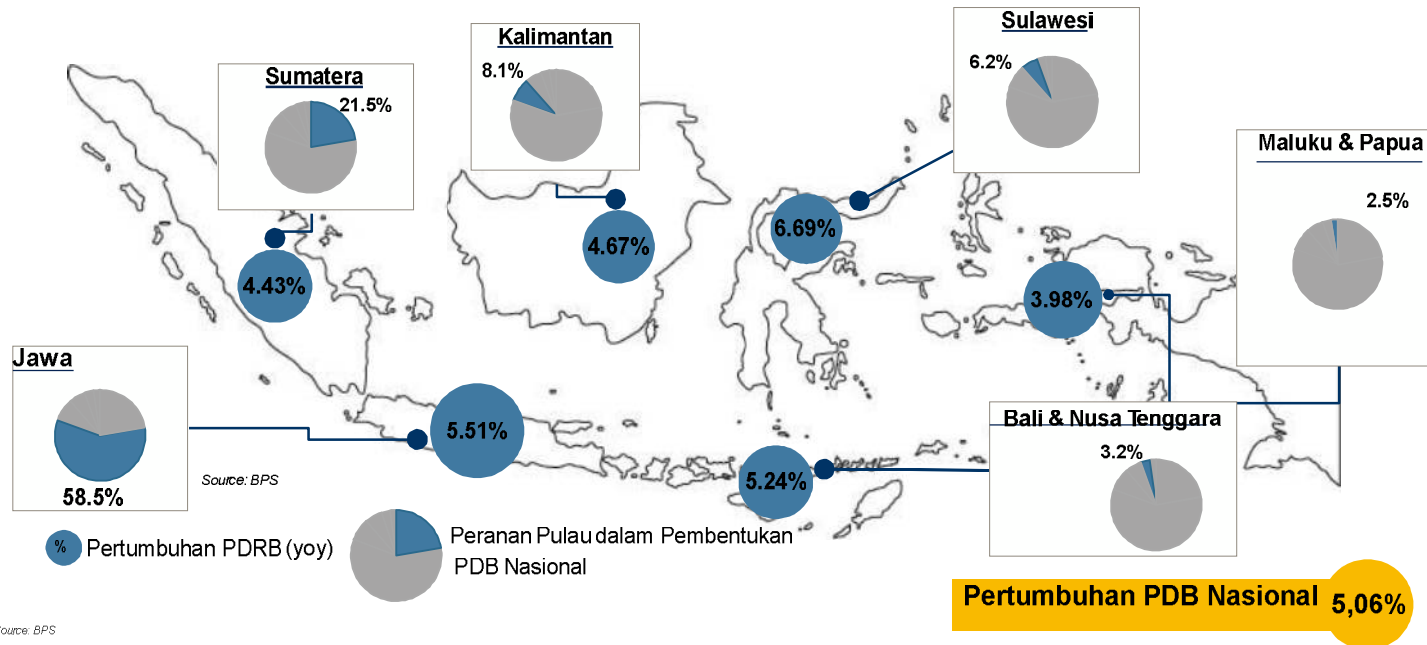 Sulawesi
6.2%
Kalimantan
8.1%
Sumatera
21.5%
Maluku & Papua
2.5%
6.69%
4.67%
4.43%
3.98%
Jawa
58.5%
5.51%
Source: BPS
5.24%
Bali & Nusa Tenggara
3.2%
% Pertumbuhan PDRB (yoy)
Peranan Pulau dalam Pembentukan
PDB Nasional
Pertumbuhan PDB Nasional 5,06%
ource: BPS